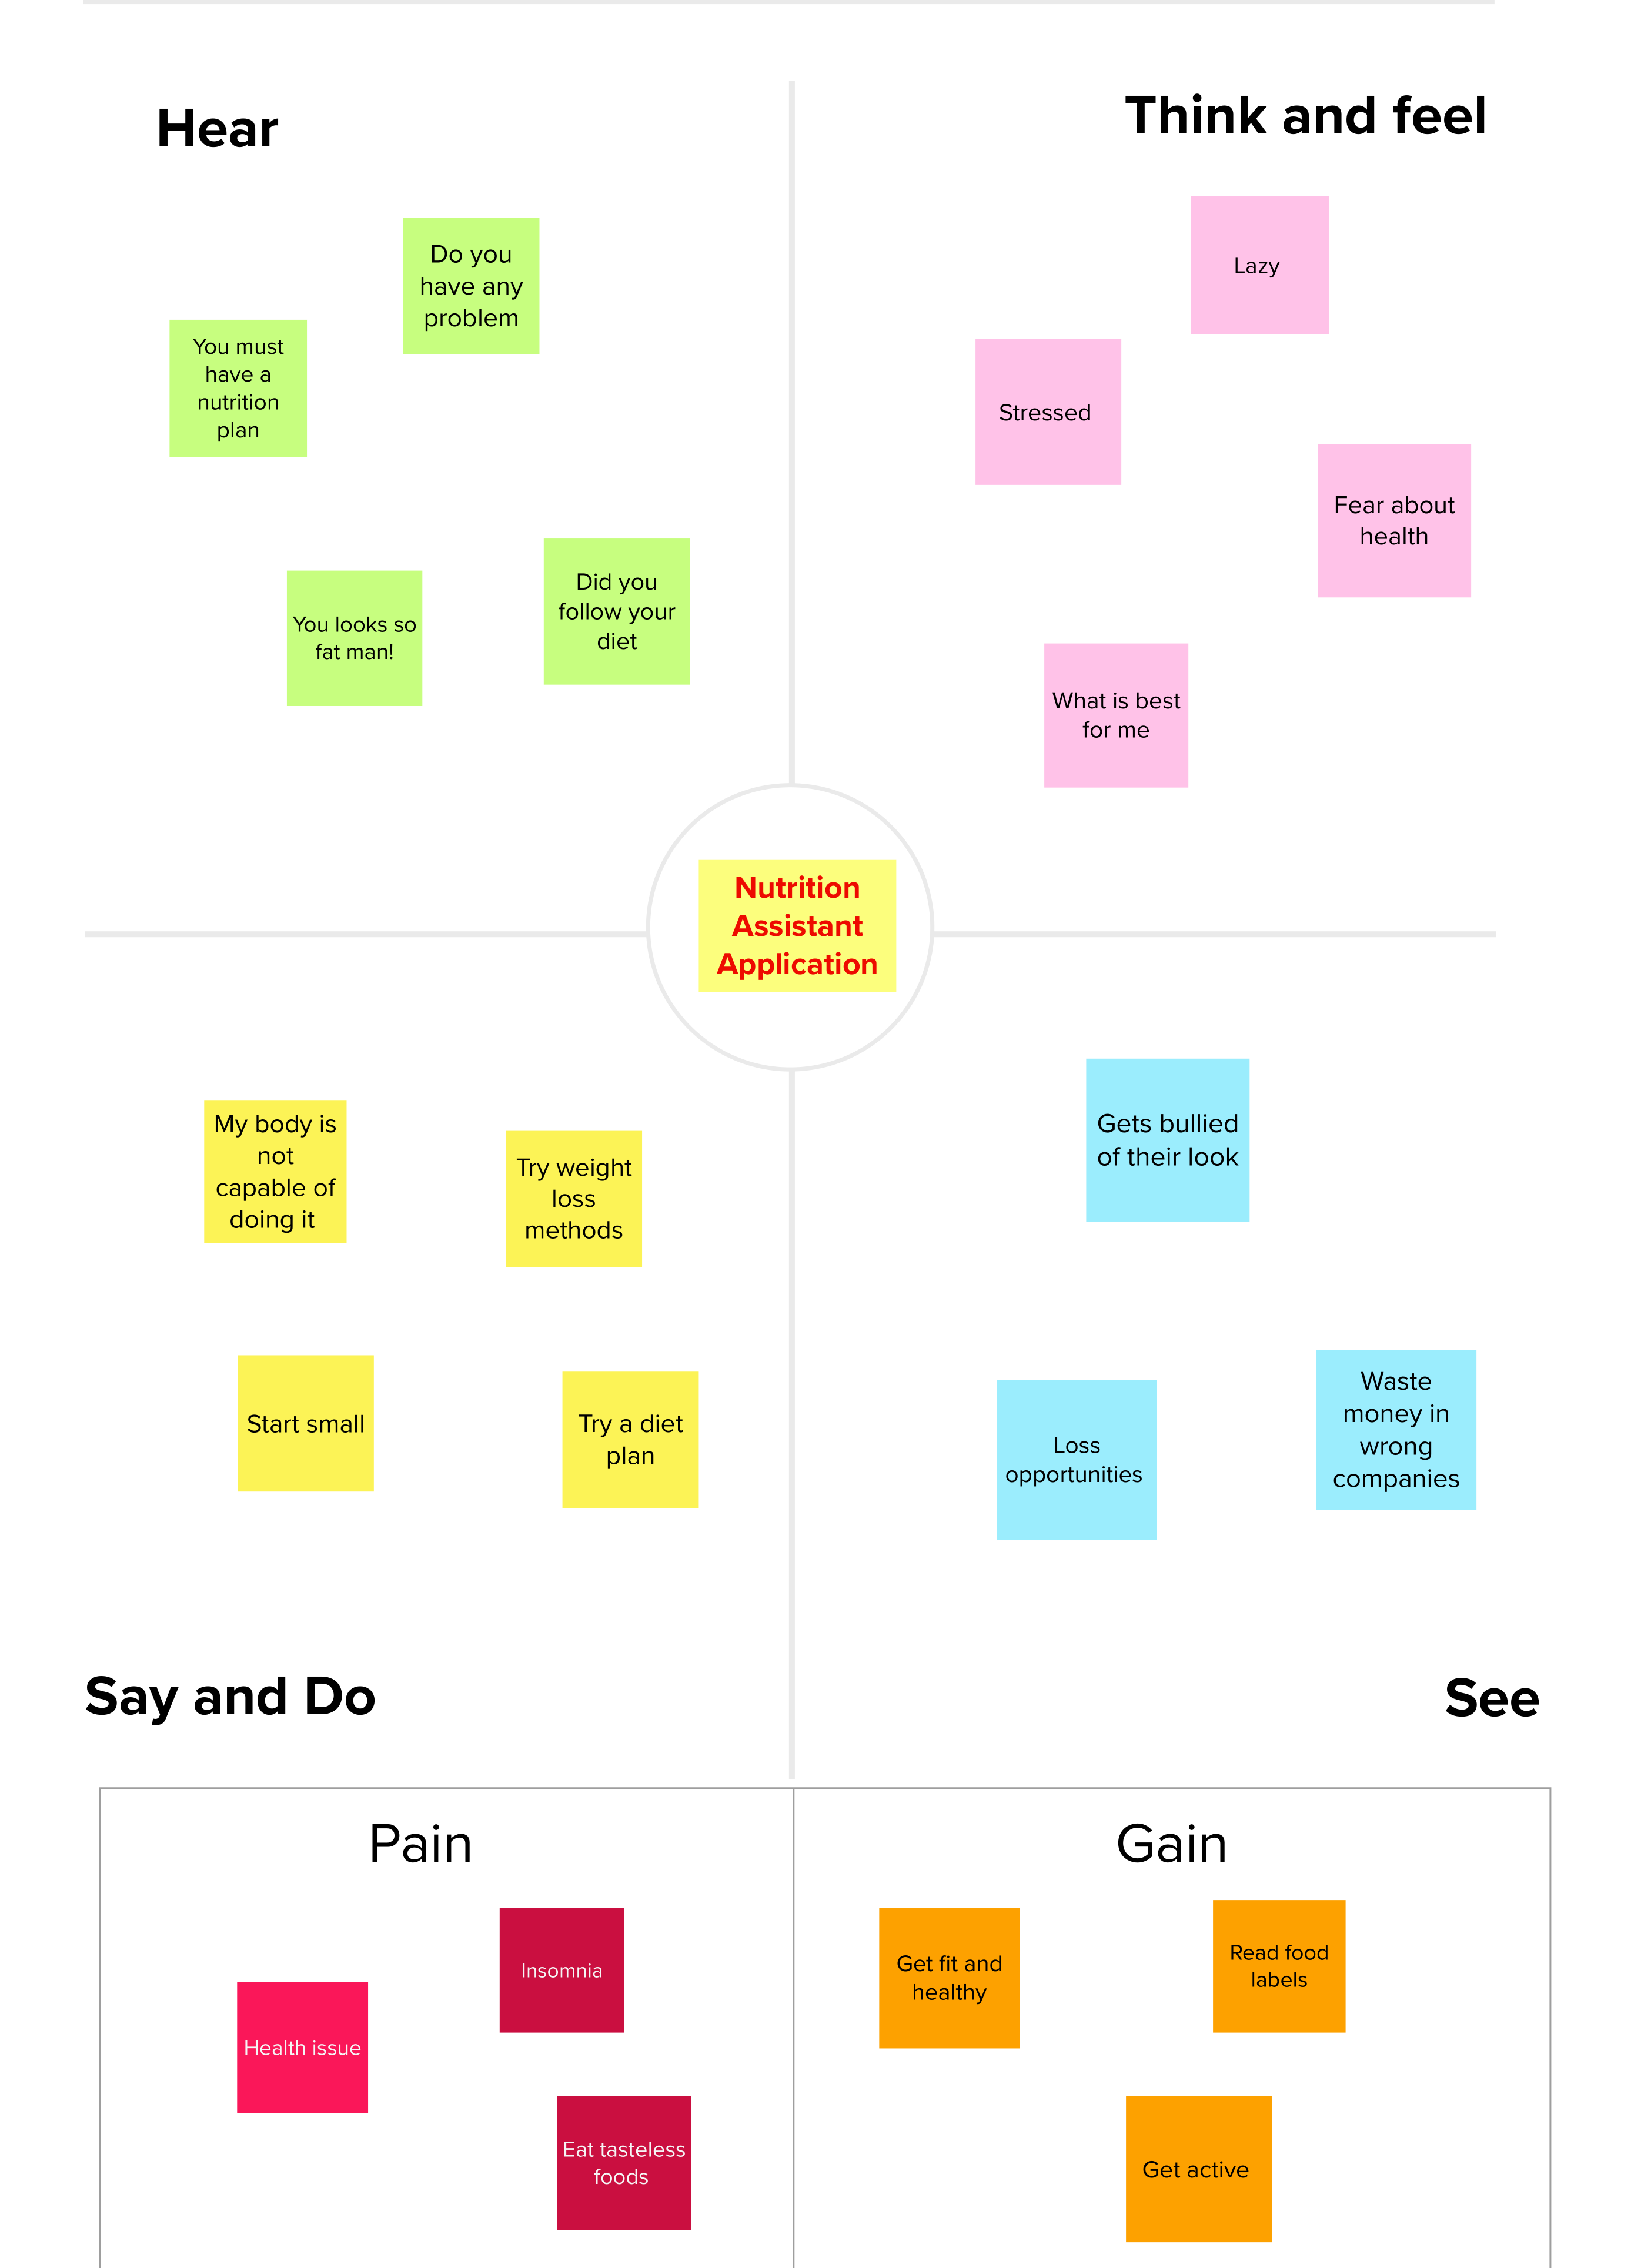 Hear
Think and feel
Do you
have any
problem
You must
have a
nutrition
plan
You looks so
fat man!
Did you
follow your
diet
Lazy
Stressed
Fear about
health
What is best
for me
Nutrition
Assistant
Application
My body is
not
capable of
doing it
Try weight
loss
methods
Start small
Try a diet
plan
Gets bullied
of their look
Loss
opportunities
Waste
money in
wrong
companies
Say and Do
See
Pain
Insomnia
Health issue
Eat tasteless
foods
Gain
Get fit and
healthy
Read food
labels
Get active